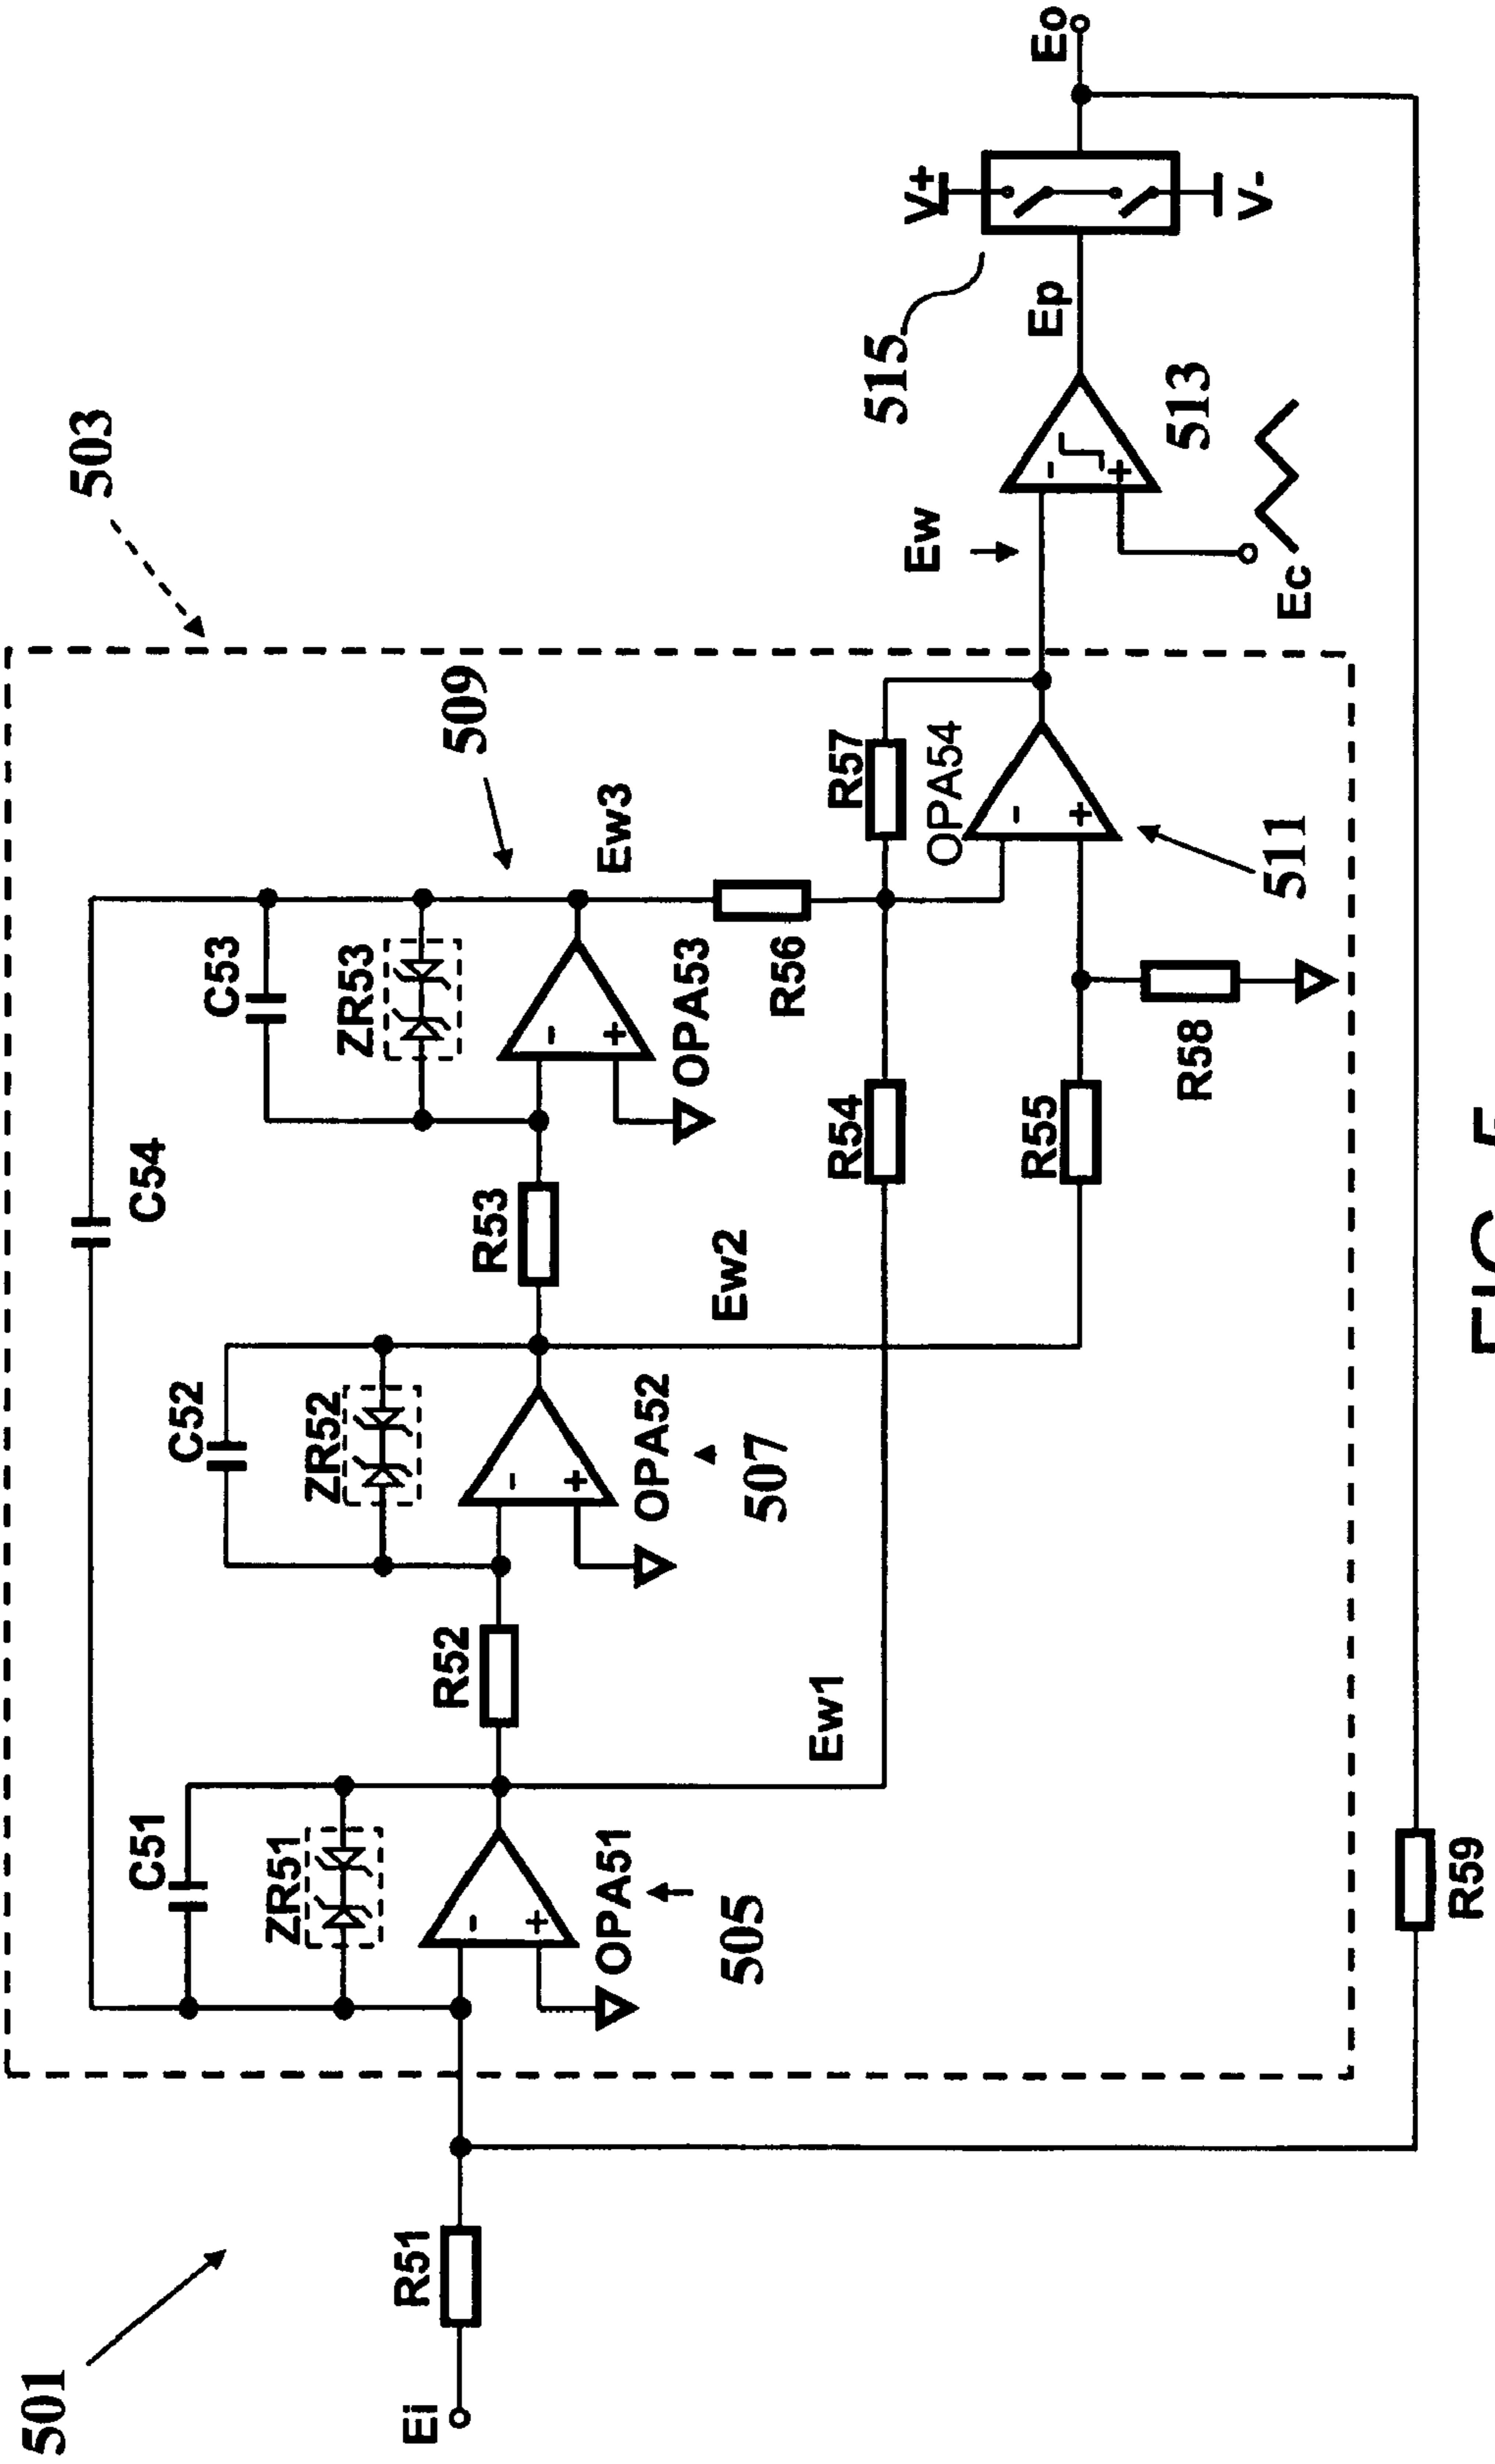 501
503
C51
C54
C52
C53
ZR51
ZR52
ZR53
Ei
R51
R52
509
R53
OPA51
Ew3
OPA52
OPA53
Ew2
505
507
R56
Ew1
R54
R57
515
V+
Ew
OPA54
R55
Ep
Eo
513
R58
V-
511
Ec
R59